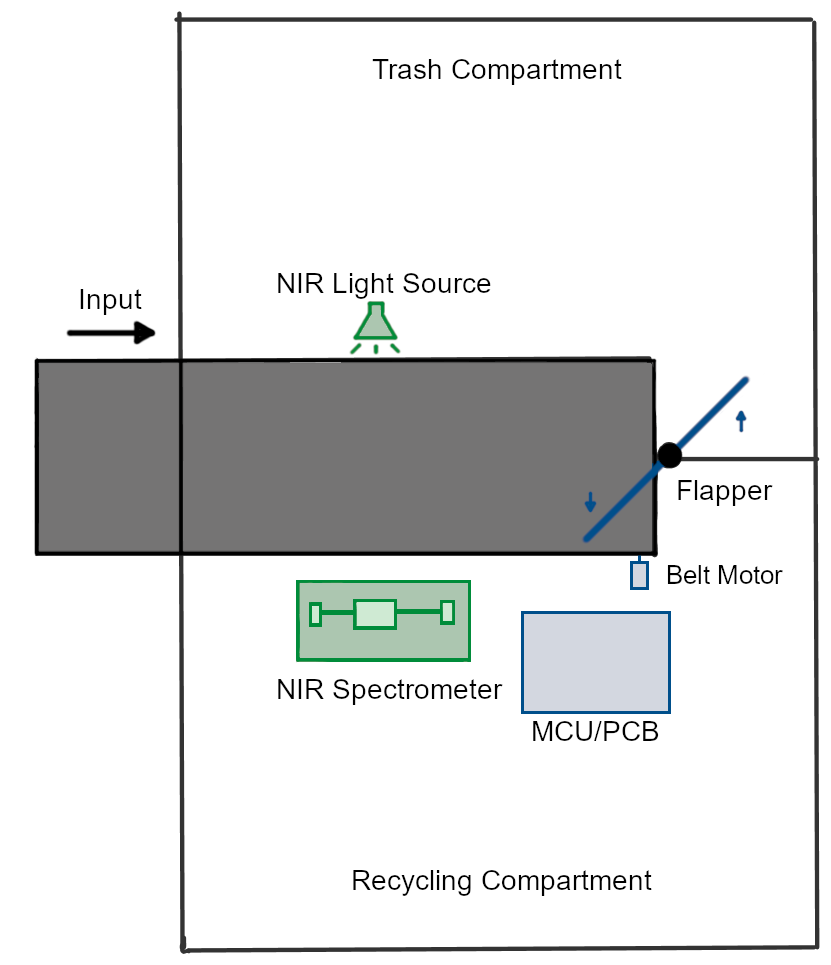 Trash Compartment
NIR Light Source
Input
Flapper
Belt Motor
NIR Spectrometer
MCU/PCB
Recycling Compartment